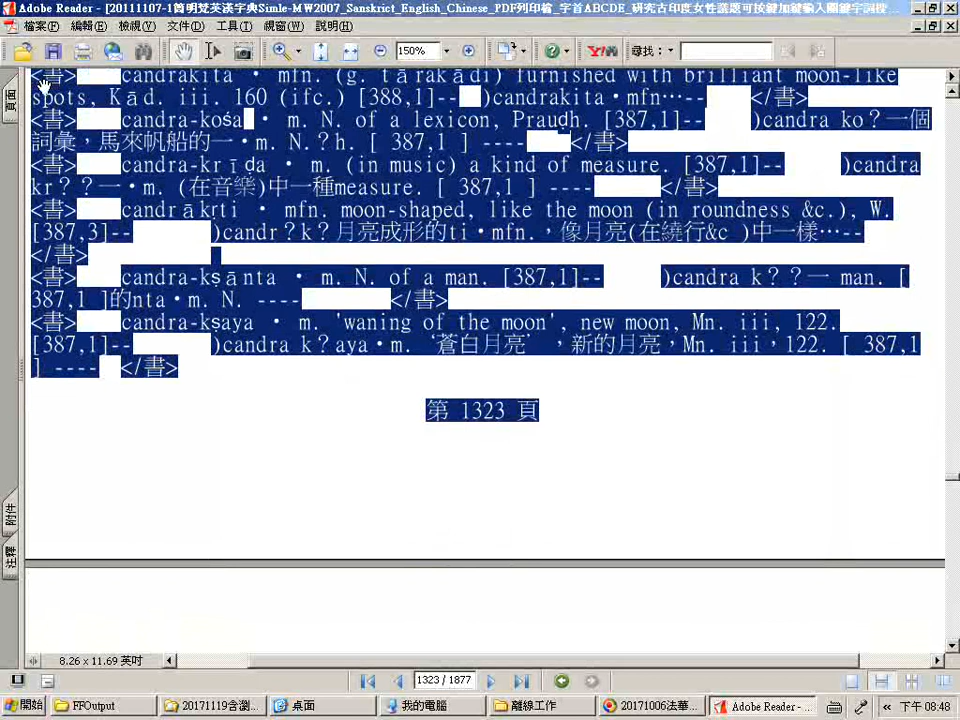 Adobe Reader - [20111107-1簡明梵英漢字典Simle-MW2007_Sanskrict_English_Chinese_PDF列印檔_字首ABCDE_研究古印度女性議題可按鍵加鍵輸入關鍵字詞搜...
檔案(F) 編輯(E) 檢視(V) 文件(D) 工具(T) 視窗(W) 說明(H)
150% ? Y! 尋找:
頁面
<書> candrakita · mfn. (g. tārakādi) furnished with brilliant moon-like
spots, Kād. iii. 160 (ifc.) [388,1]-- )candrakita·mfn…-- </書>
<書> candra-kośa · m. N. of a lexicon, Prauḍh. [387,1]-- )candra ko？一個
詞彙，馬來帆船的一·m. N.？h. [ 387,1 ] ---- </書>
<書> candra-krīḍa · m. (in music) a kind of measure. [387,1]-- )candra
kr？？一·m. (在音樂)中一種measure. [ 387,1 ] ---- </書>
<書> candrākṛti · mfn. moon-shaped, like the moon (in roundness &c.), W.
[387,3]-- )candr？k？月亮成形的ti·mfn.，像月亮(在繞行&c )中一樣…--
</書>
<書> candra-kṣānta · m. N. of a man. [387,1]-- )candra k？？一 man. [
387,1 ]的nta·m. N. ---- </書>
<書> candra-kṣaya · m. 'waning of the moon', new moon, Mn. iii, 122.
[387,1]-- )candra k？aya·m.‘蒼白月亮’，新的月亮，Mn. iii，122. [ 387,1
] ---- </書>
第 1323 頁
附件
注釋
8.26 x 11.69 英吋
1323 / 1877
開始 FFOutput 20171119含瀏... 桌面 我的電腦 離線工作 20171006法華... Adobe Reader - ... 下午 08:48